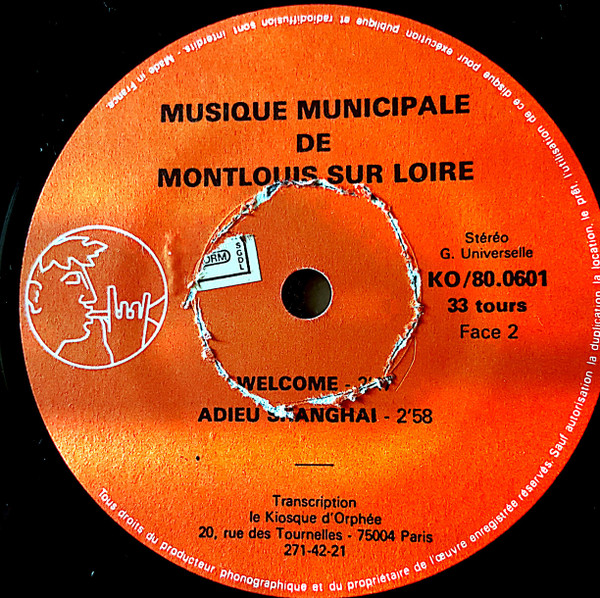 MUSIQUE MUNICIPALE
DE
MONTLOUIS SUR LOIRE
Stéréo
G. Universelle
KO/80.0601
33 tours
Face 2
SGDL
WELCOME -
ADIEU SHANGHAI - 2'58
Transcription
le Kiosque d'Orphée
20, rue des Tournelles - 75004 Paris
271-42-21
Tous droits du producteur phonographique et du propriétaire de l'œuvre enregistrée réservés. Sauf autorisation la duplication, la location, le prêt, l'utilisation de ce disque pour exécution publique et radiodiffusion sont interdits. - Made in France.